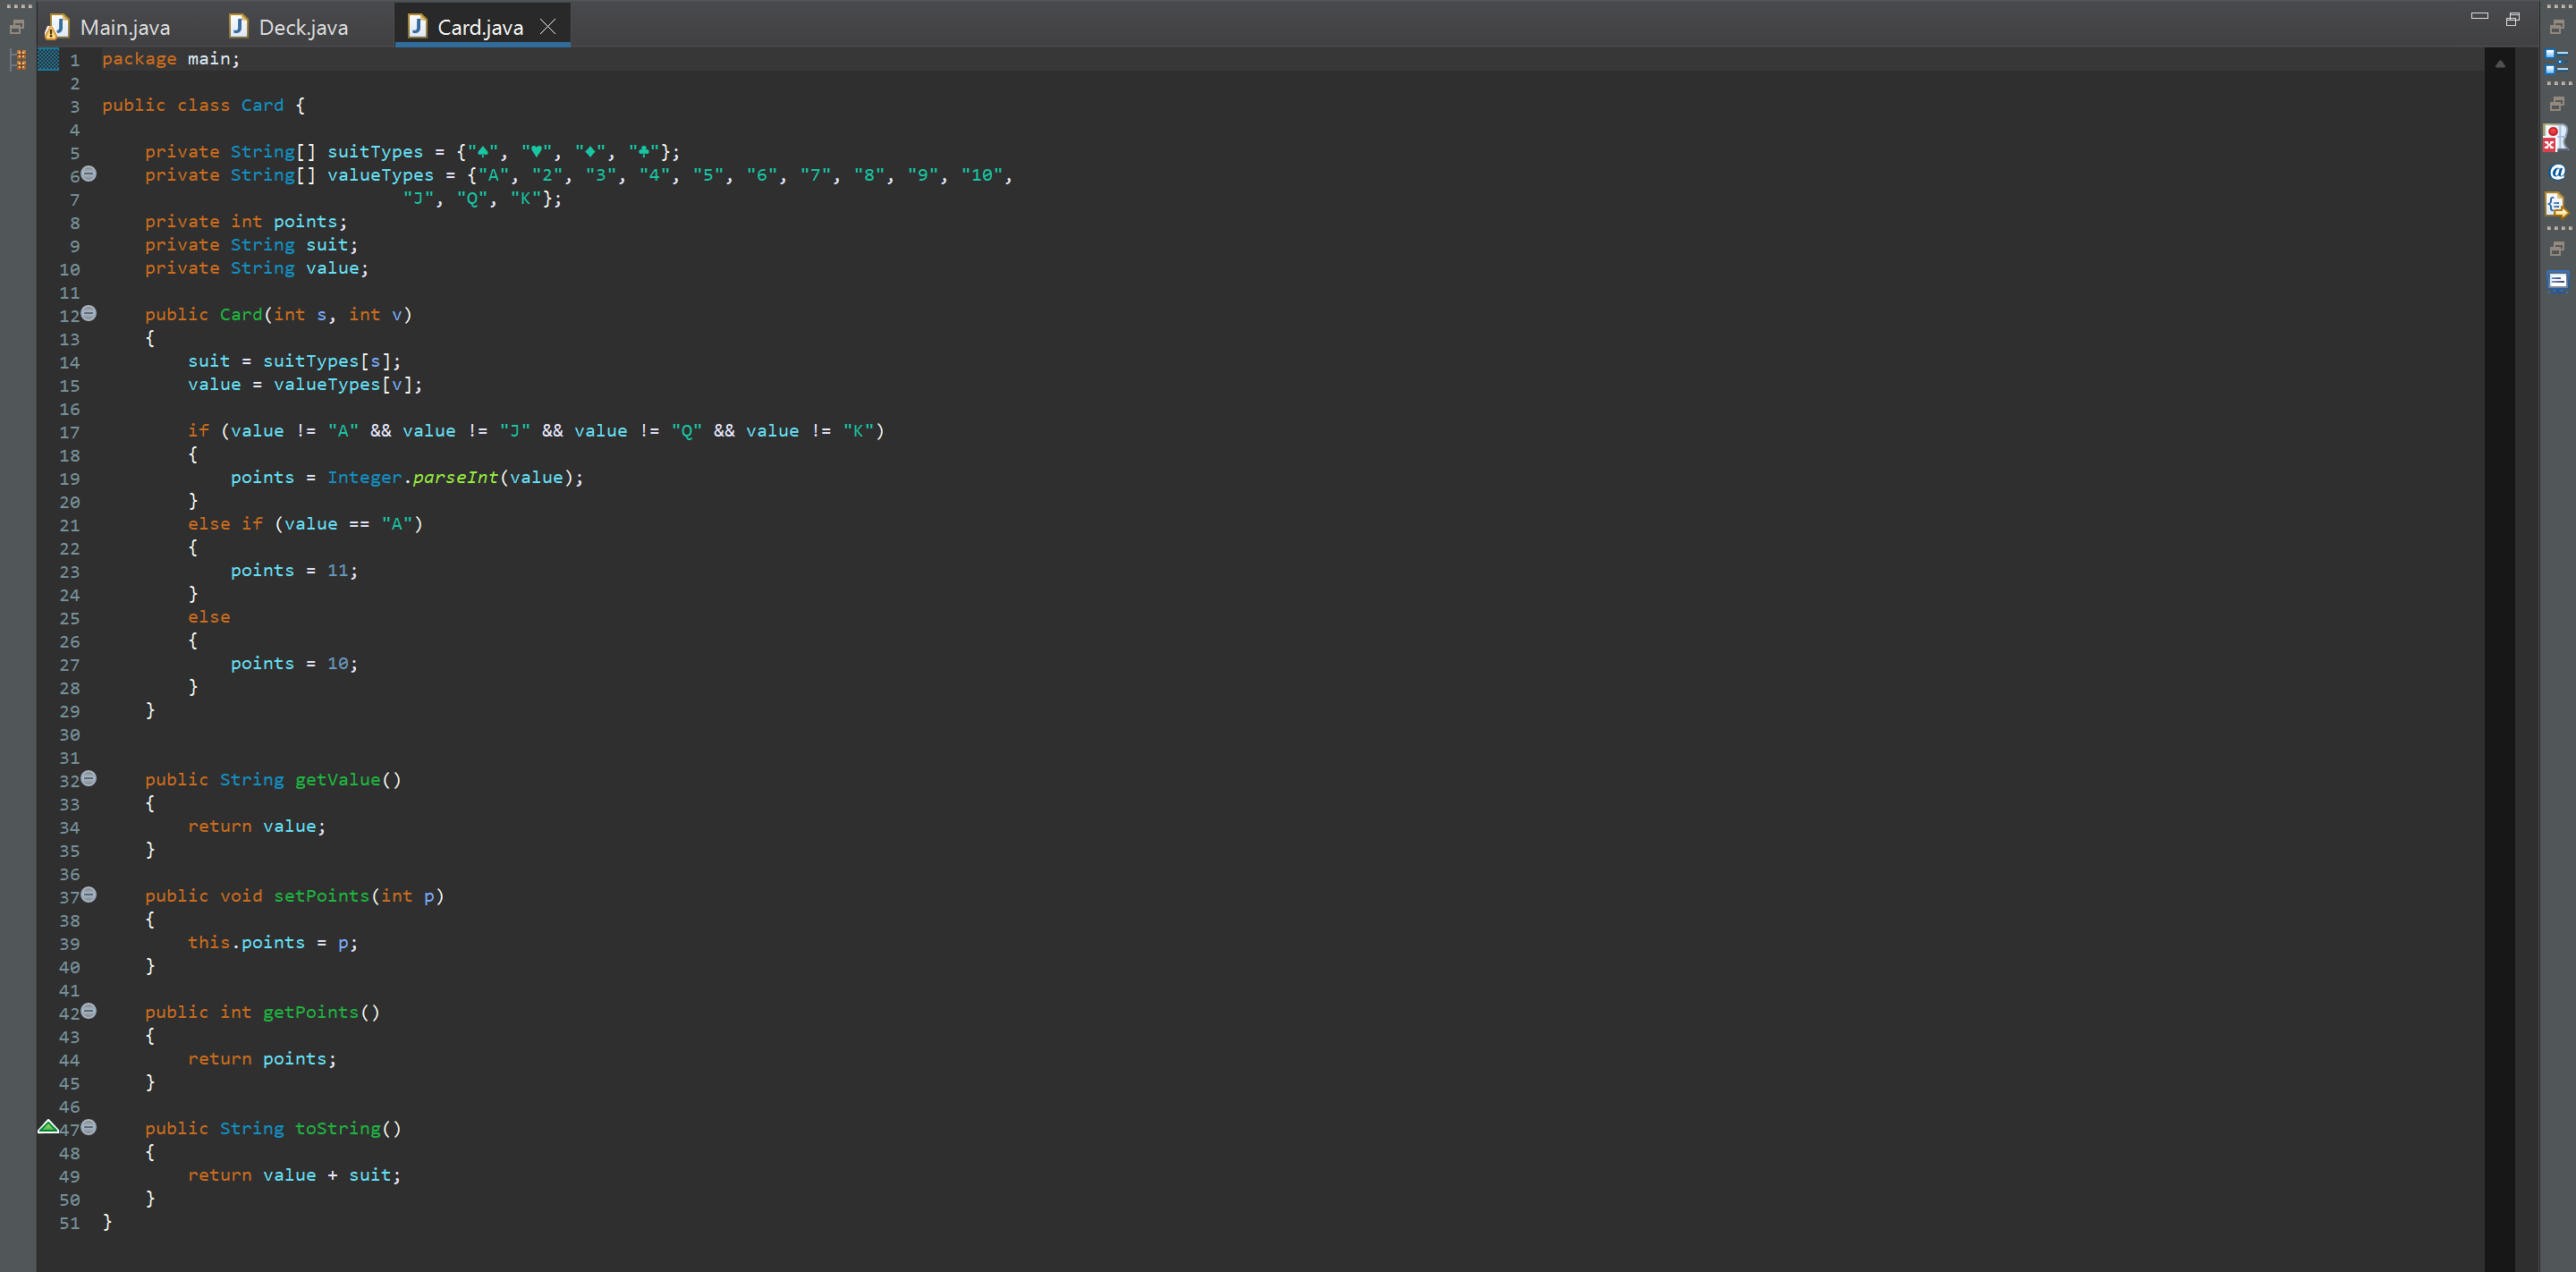 Main.java Deck.java Card.java
1 package main;
2
3 public class Card {
4
5 private String[] suitTypes = {"♠", "♥", "♦", "♣"};
6 private String[] valueTypes = {"A", "2", "3", "4", "5", "6", "7", "8", "9", "10",
7 "J", "Q", "K"};
8 private int points;
9 private String suit;
10 private String value;
11
12 public Card(int s, int v)
13 {
14 suit = suitTypes[s];
15 value = valueTypes[v];
16
17 if (value != "A" && value != "J" && value != "Q" && value != "K")
18 {
19 points = Integer.parseInt(value);
20 }
21 else if (value == "A")
22 {
23 points = 11;
24 }
25 else
26 {
27 points = 10;
28 }
29 }
30
31
32 public String getValue()
33 {
34 return value;
35 }
36
37 public void setPoints(int p)
38 {
39 this.points = p;
40 }
41
42 public int getPoints()
43 {
44 return points;
45 }
46
47 public String toString()
48 {
49 return value + suit;
50 }
51 }